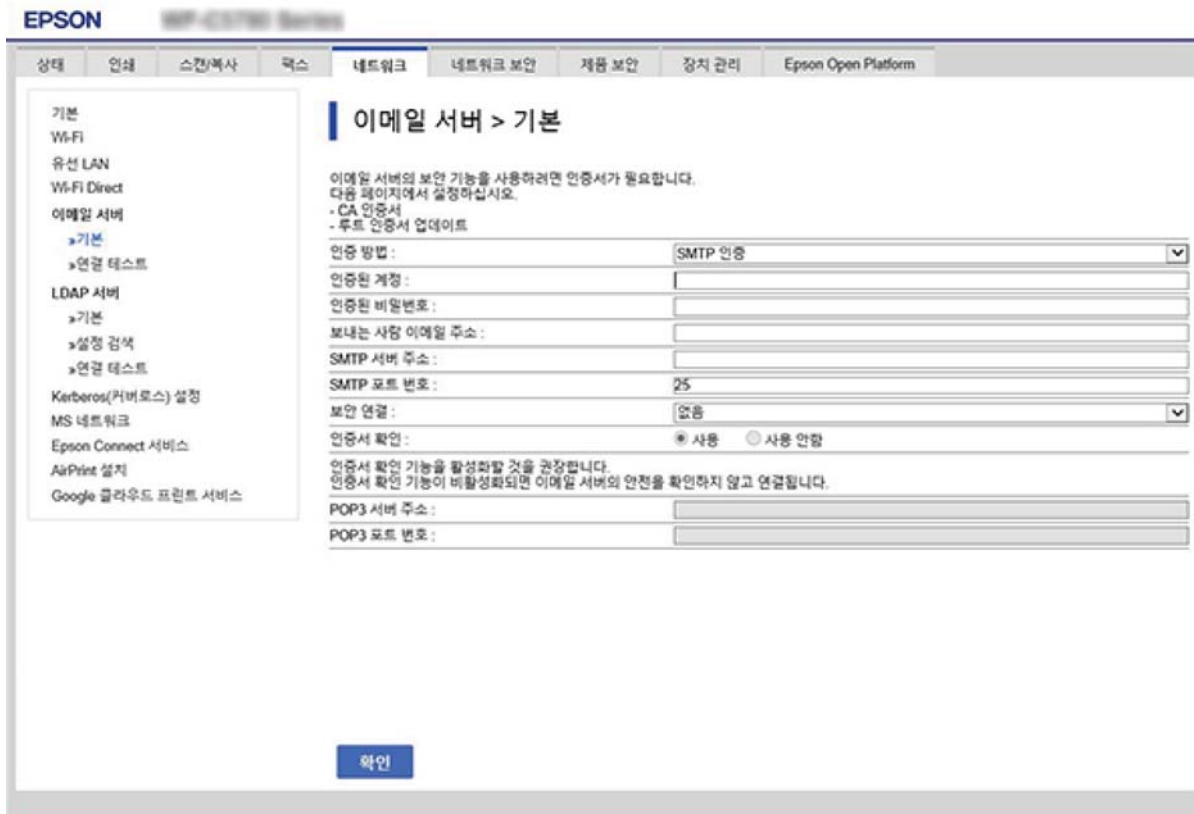 EPSON
상태 인쇄 스캔/복사 팩스 네트워크 네트워크 보안 제품 보안 장치 관리 Epson Open Platform
기본
Wi-Fi
유선 LAN
Wi-Fi Direct
이메일 서버
»기본
»연결 테스트
LDAP 서버
»기본
»설정 검색
»연결 테스트
Kerberos(커버로스) 설정
MS 네트워크
Epson Connect 서비스
AirPrint 설치
Google 클라우드 프린트 서비스
이메일 서버 > 기본
이메일 서버의 보안 기능을 사용하려면 인증서가 필요합니다.
다음 페이지에서 설정하십시오.
- CA 인증서
- 루트 인증서 업데이트
인증 방법 : SMTP 인증
인증된 계정 :
인증된 비밀번호 :
보내는 사람 이메일 주소 :
SMTP 서버 주소 :
SMTP 포트 번호 : 25
보안 연결 : 없음
인증서 확인 : 사용 사용 안함
인증서 확인 기능을 활성화할 것을 권장합니다.
인증서 확인 기능이 비활성화되면 이메일 서버의 안전을 확인하지 않고 연결됩니다.
POP3 서버 주소 :
POP3 포트 번호 :
확인